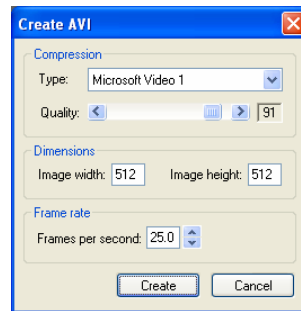 Create AVI
Compression
Type: Microsoft Video 1
Quality: 91
Dimensions
Image width: 512 Image height: 512
Frame rate
Frames per second: 25.0
Create Cancel